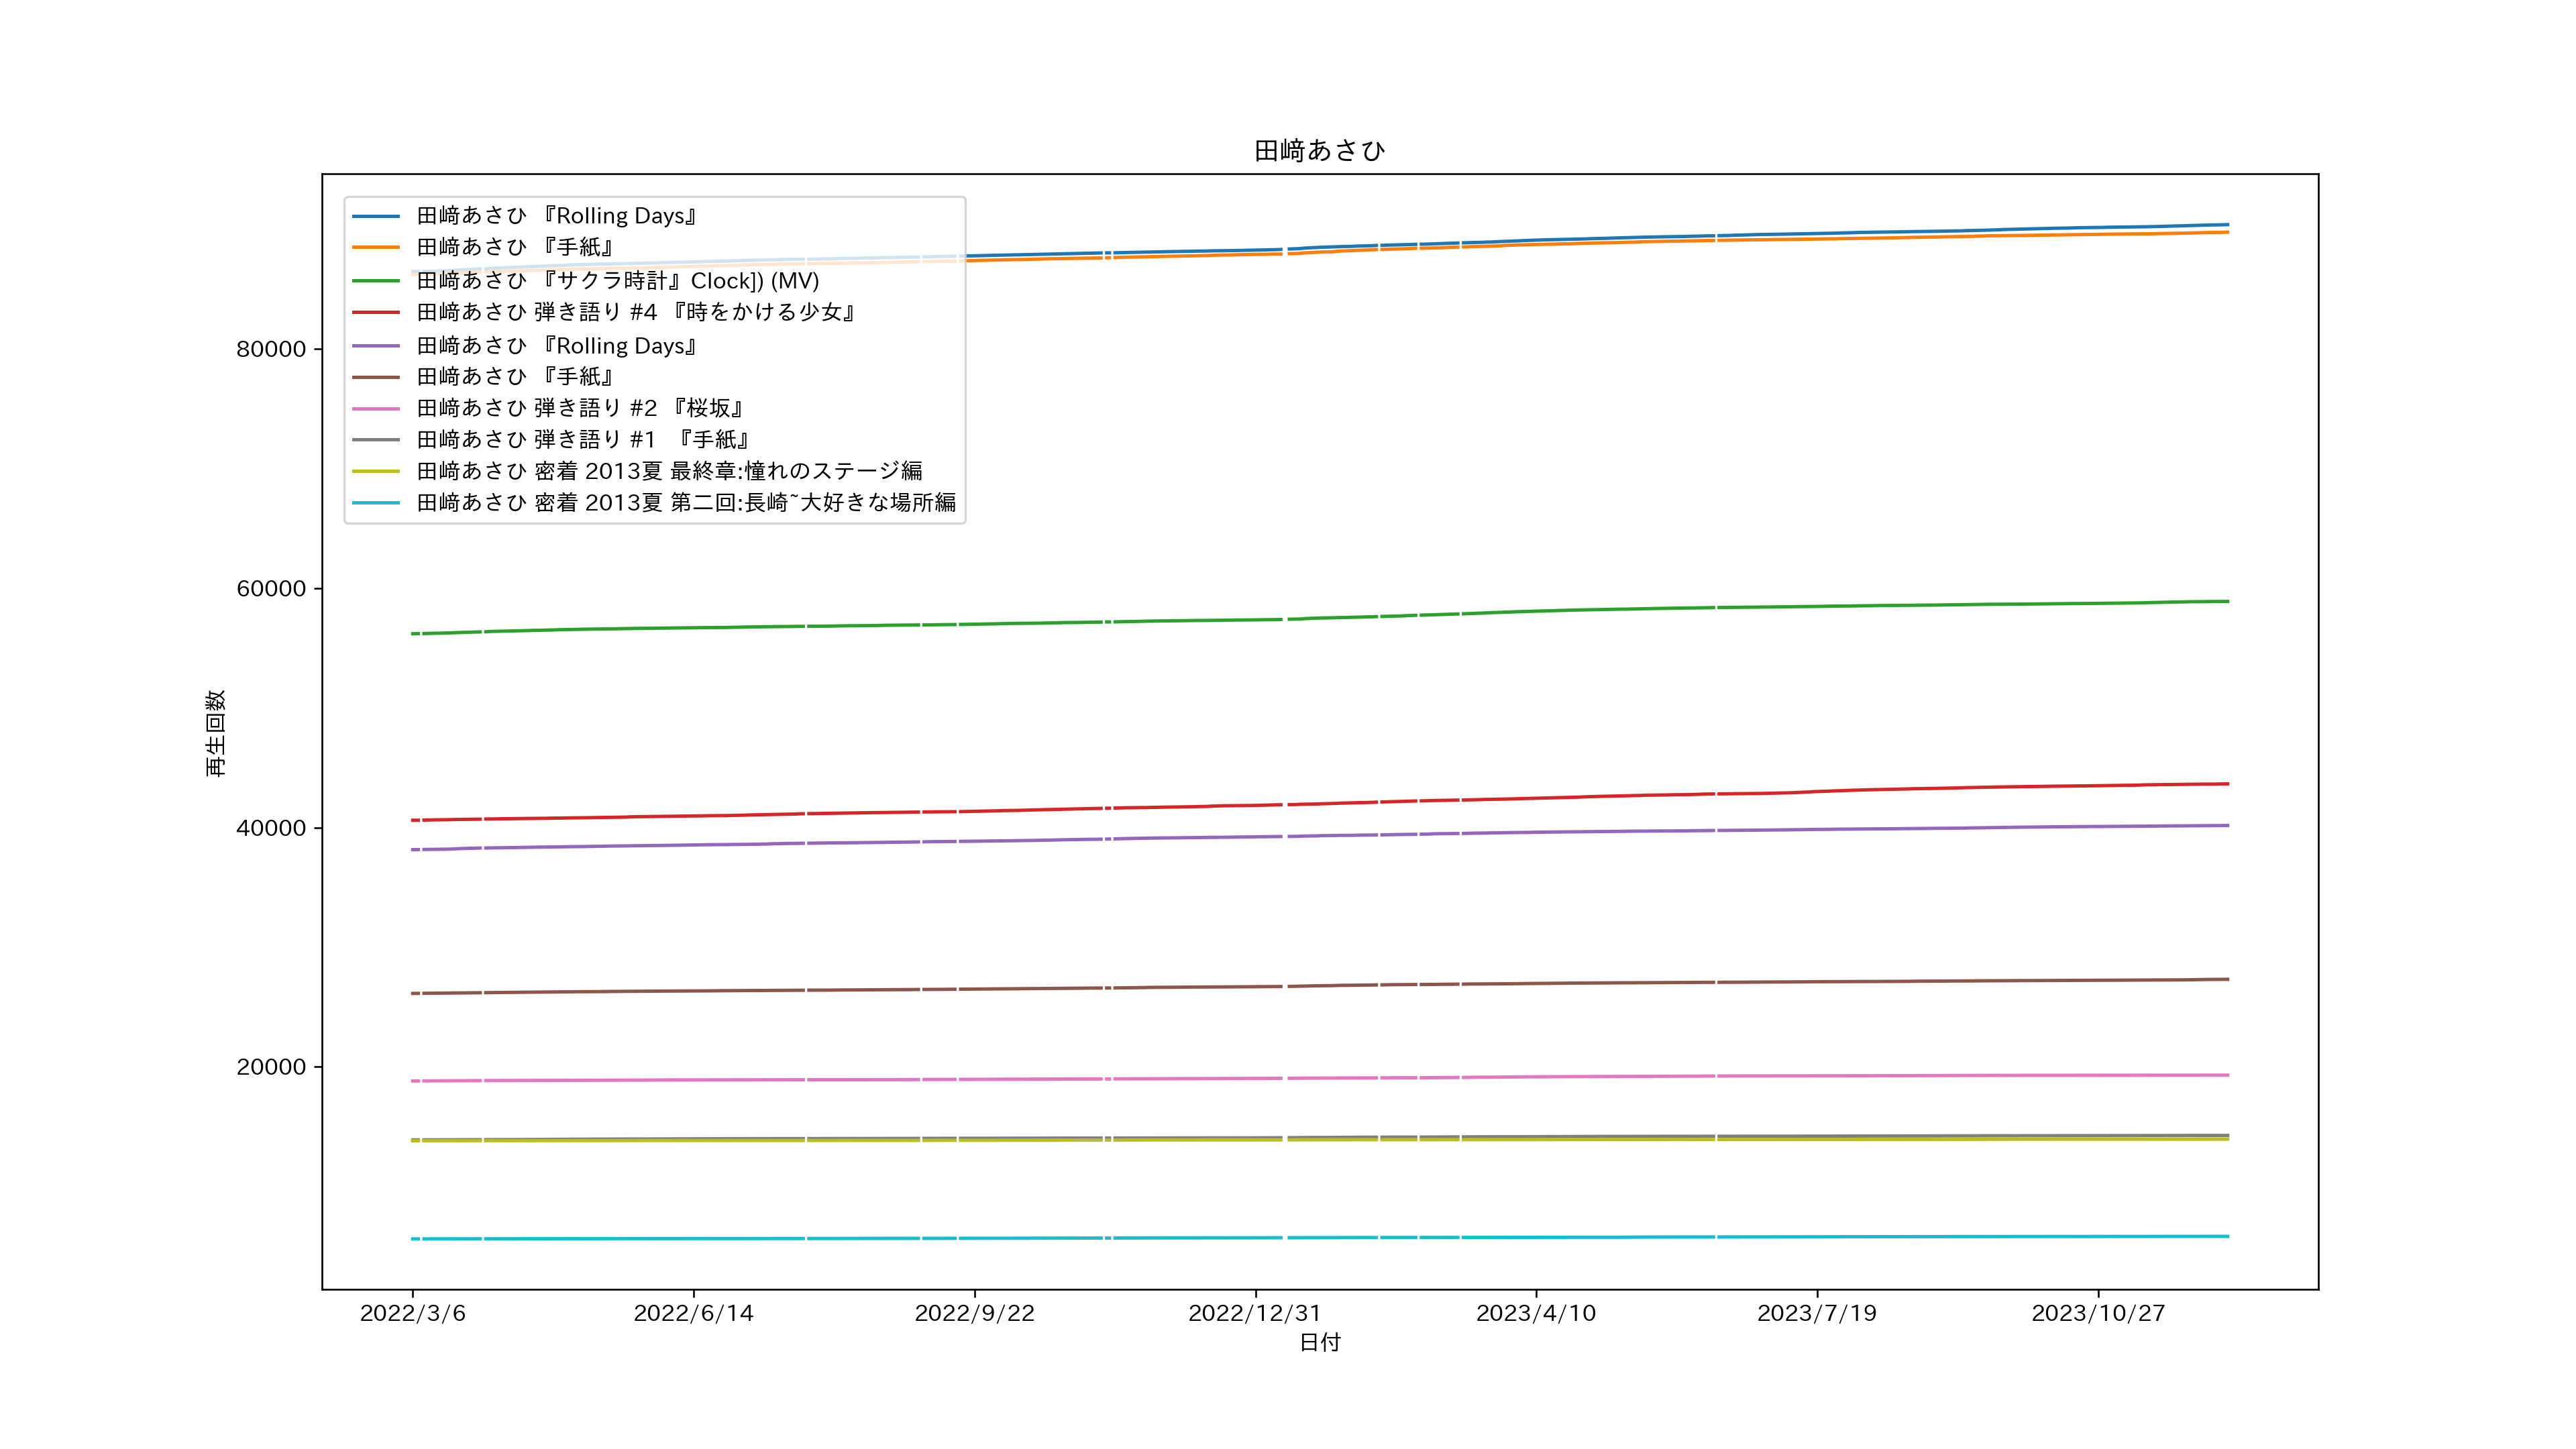 田﨑あさひ
田﨑あさひ 『Rolling Days』
田﨑あさひ 『手紙』
田﨑あさひ 『サクラ時計』Clock]) (MV)
田﨑あさひ 弾き語り #4 『時をかける少女』
田﨑あさひ 『Rolling Days』
田﨑あさひ 『手紙』
田﨑あさひ 弾き語り #2 『桜坂』
田﨑あさひ 弾き語り #1 『手紙』
田﨑あさひ 密着 2013夏 最終章:憧れのステージ編
田﨑あさひ 密着 2013夏 第二回:長崎~大好きな場所編
80000
60000
40000
20000
再生回数
2022/3/6 2022/6/14 2022/9/22 2022/12/31 2023/4/10 2023/7/19 2023/10/27
日付